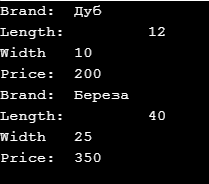 Brand: Дуб
Length: 12
Width 10
Price: 200
Brand: Береза
Length: 40
Width 25
Price: 350